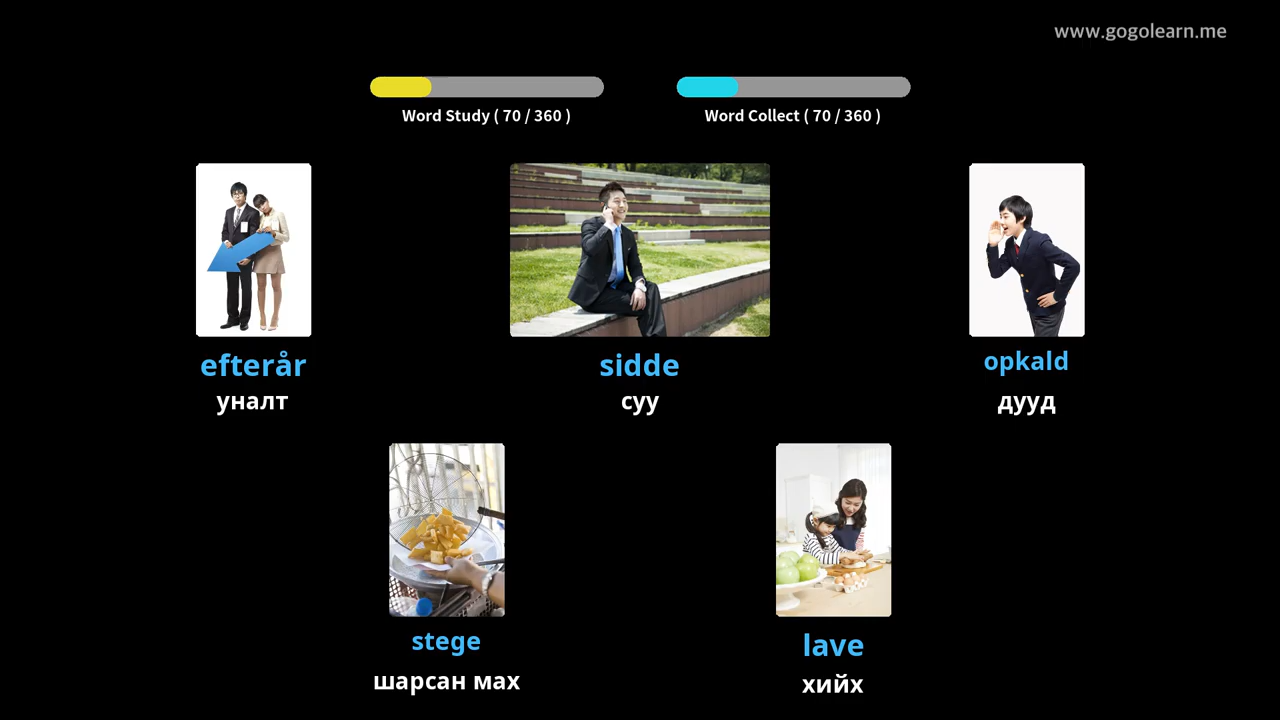 www.gogolearn.me
Word Study ( 70 / 360 )
Word Collect ( 70 / 360 )
efterår
уналт
sidde
суу
opkald
дууд
stege
шарсан мах
lave
хийх